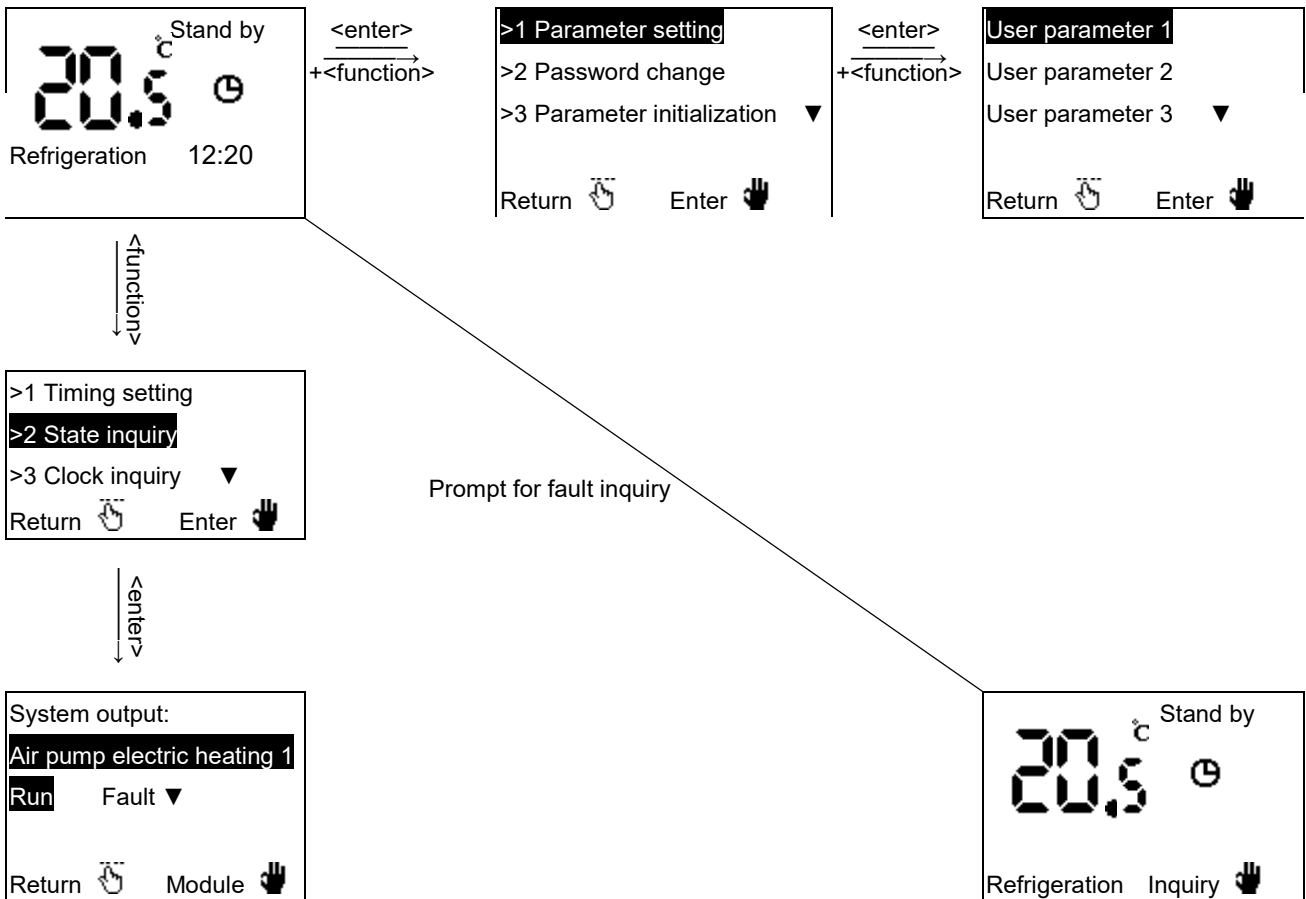 Stand by
20.5 ℃
Refrigeration 12:20
<enter>
+<function>
>1 Parameter setting
>2 Password change
>3 Parameter initialization ▼
Return Enter
<enter>
+<function>
User parameter 1
User parameter 2
User parameter 3 ▼
Return Enter
<function>
>1 Timing setting
>2 State inquiry
>3 Clock inquiry ▼
Return Enter
Prompt for fault inquiry
<enter>
System output:
Air pump electric heating 1
Run Fault ▼
Return Module
Stand by
20.5 ℃
Refrigeration Inquiry